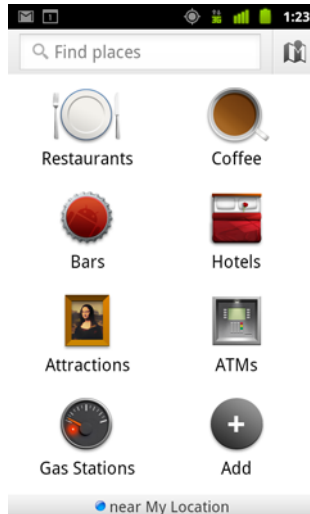 1:23
Find places
Restaurants Coffee
Bars Hotels
Attractions ATMs
Gas Stations Add
near My Location